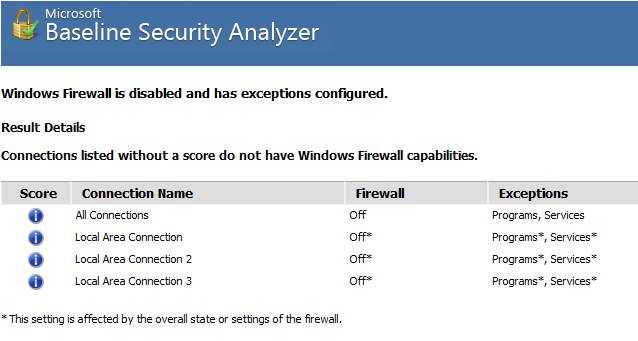 Microsoft
Baseline Security Analyzer
Windows Firewall is disabled and has exceptions configured.
Result Details
Connections listed without a score do not have Windows Firewall capabilities.
Score Connection Name Firewall Exceptions
All Connections Off Programs, Services
Local Area Connection Off* Programs*, Services*
Local Area Connection 2 Off* Programs*, Services*
Local Area Connection 3 Off* Programs*, Services*
* This setting is affected by the overall state or settings of the firewall.